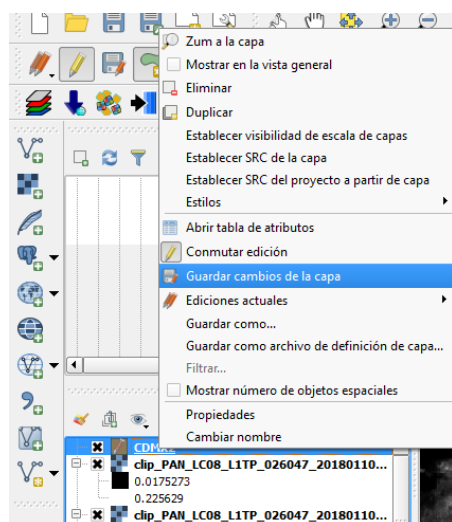 Zum a la capa
Mostrar en la vista general
Eliminar
Duplicar
Establecer visibilidad de escala de capas
Establecer SRC de la capa
Establecer SRC del proyecto a partir de capa
Estilos
Abrir tabla de atributos
Conmutar edición
Guardar cambios de la capa
Ediciones actuales
Guardar como...
Guardar como archivo de definición de capa...
Filtrar...
Mostrar número de objetos espaciales
Propiedades
Cambiar nombre
clip_PAN_LC08_L1TP_026047_20180110...
0.0175273
0.225629
clip_PAN_LC08_L1TP_026047_20180110...